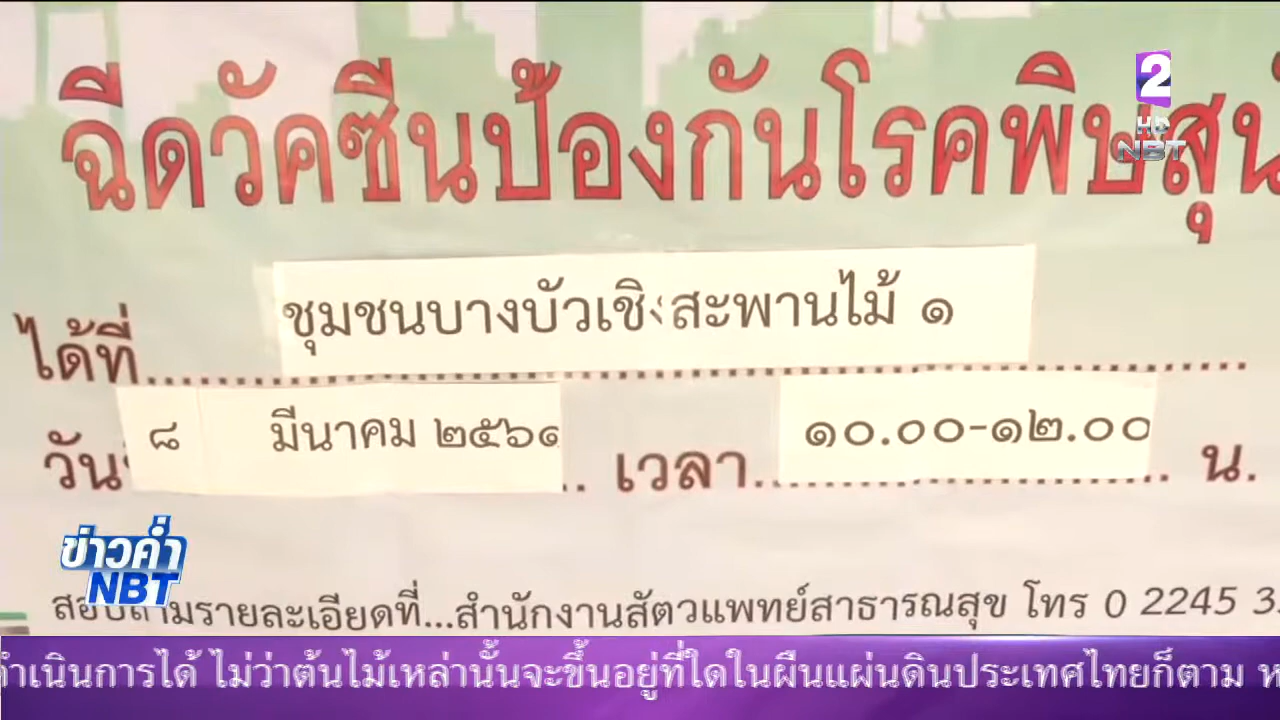 ฉีดวัคซีนป้องกันโรคพิษสุน
2
HD
NBT
ชุมชนบางบัวเชิงสะพานไม้ ๑
ได้ที่
๘ มีนาคม ๒๕๖๑ เวลา ๑๐.๐๐-๑๒.๐๐ น.
ข่าวค่ำ
NBT
สอบถามรายละเอียดที่...สำนักงานสัตวแพทย์สาธารณสุข โทร 0 2245
ดำเนินการได้ ไม่ว่าต้นไม้เหล่านั้นจะขึ้นอยู่ที่ใดในผืนแผ่นดินประเทศไทยก็ตาม ห